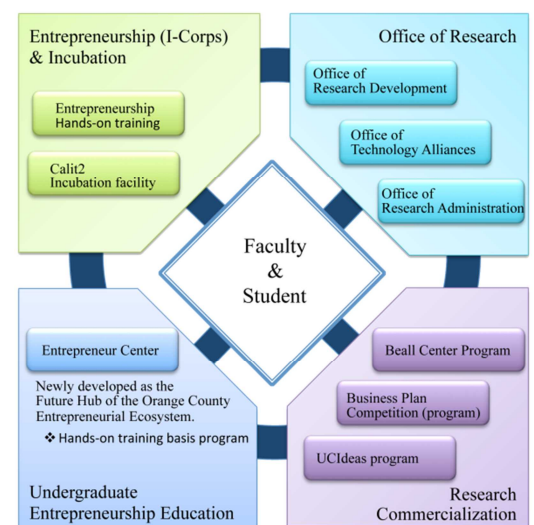 Entrepreneurship (I-Corps)
& Incubation
Entrepreneurship
Hands-on training
Calit2
Incubation facility
Office of Research
Office of
Research Development
Office of
Technology Alliances
Office of
Research Administration
Faculty
&
Student
Entrepreneur Center
Newly developed as the
Future Hub of the Orange County
Entrepreneurial Ecosystem.
❖ Hands-on training basis program
Undergraduate
Entrepreneurship Education
Beall Center Program
Business Plan
Competition (program)
UCIdeas program
Research
Commercialization